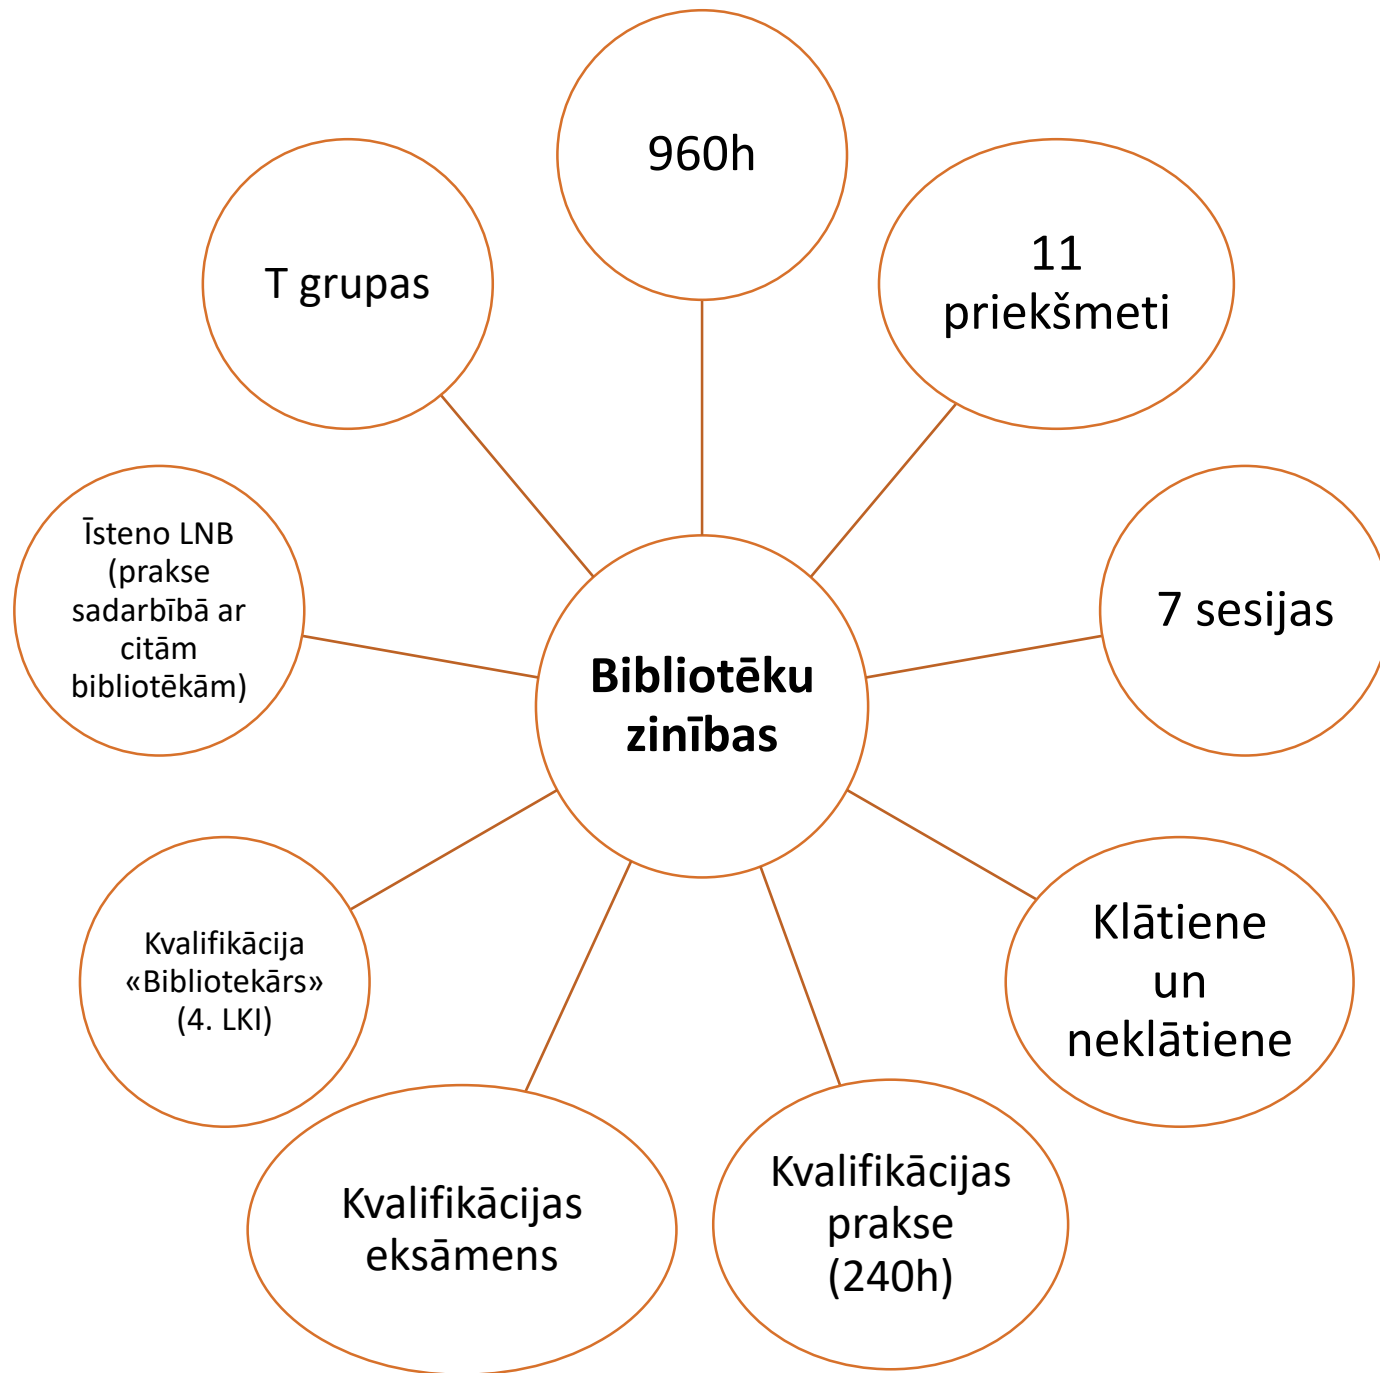 960h
11
priekšmeti
T grupas
7 sesijas
Īsteno LNB
(prakse
sadarbībā ar
citām
bibliotēkām)
Bibliotēku
zinības
Klātiene
un
neklātiene
Kvalifikācija
«Bibliotekārs»
(4. LKI)
Kvalifikācijas
prakse
(240h)
Kvalifikācijas
eksāmens